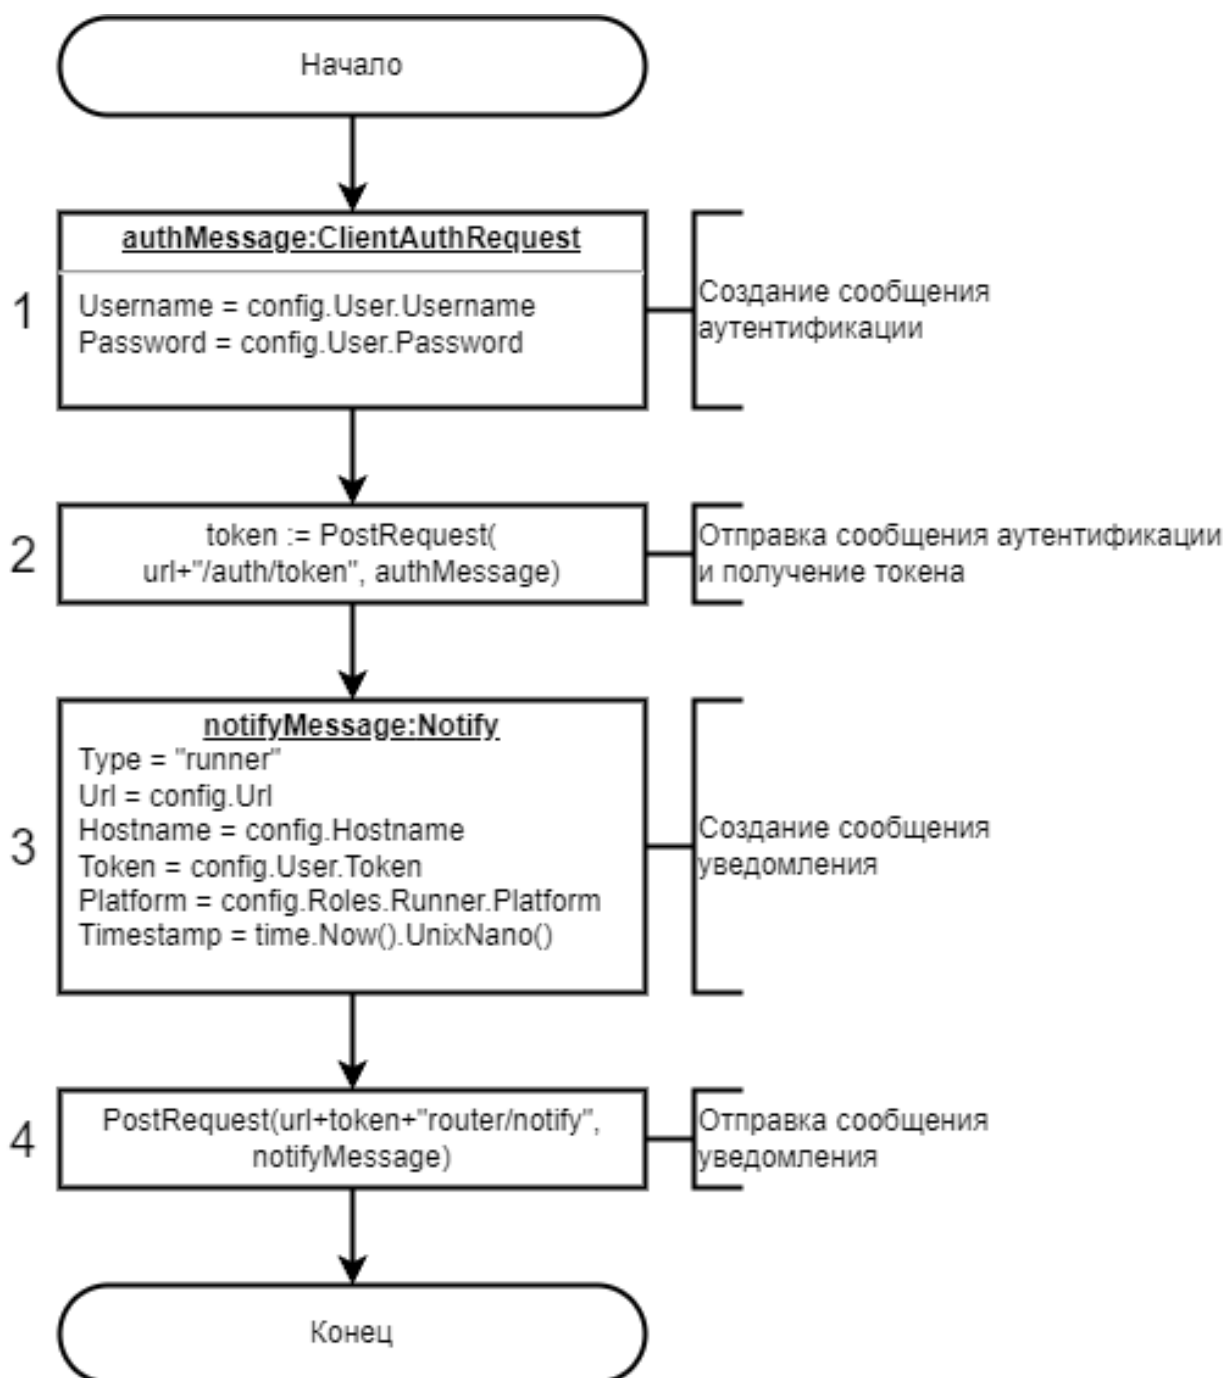 Начало
authMessage:ClientAuthRequest
1
Username = config.User.Username
Password = config.User.Password
Создание сообщения
аутентификации
2
token := PostRequest(
url+"/auth/token", authMessage)
Отправка сообщения аутентификации
и получение токена
3
notifyMessage:Notify
Type = "runner"
Url = config.Url
Hostname = config.Hostname
Token = config.User.Token
Platform = config.Roles.Runner.Platform
Timestamp = time.Now().UnixNano()
Создание сообщения
уведомления
4
PostRequest(url+token+"router/notify",
notifyMessage)
Отправка сообщения
уведомления
Конец